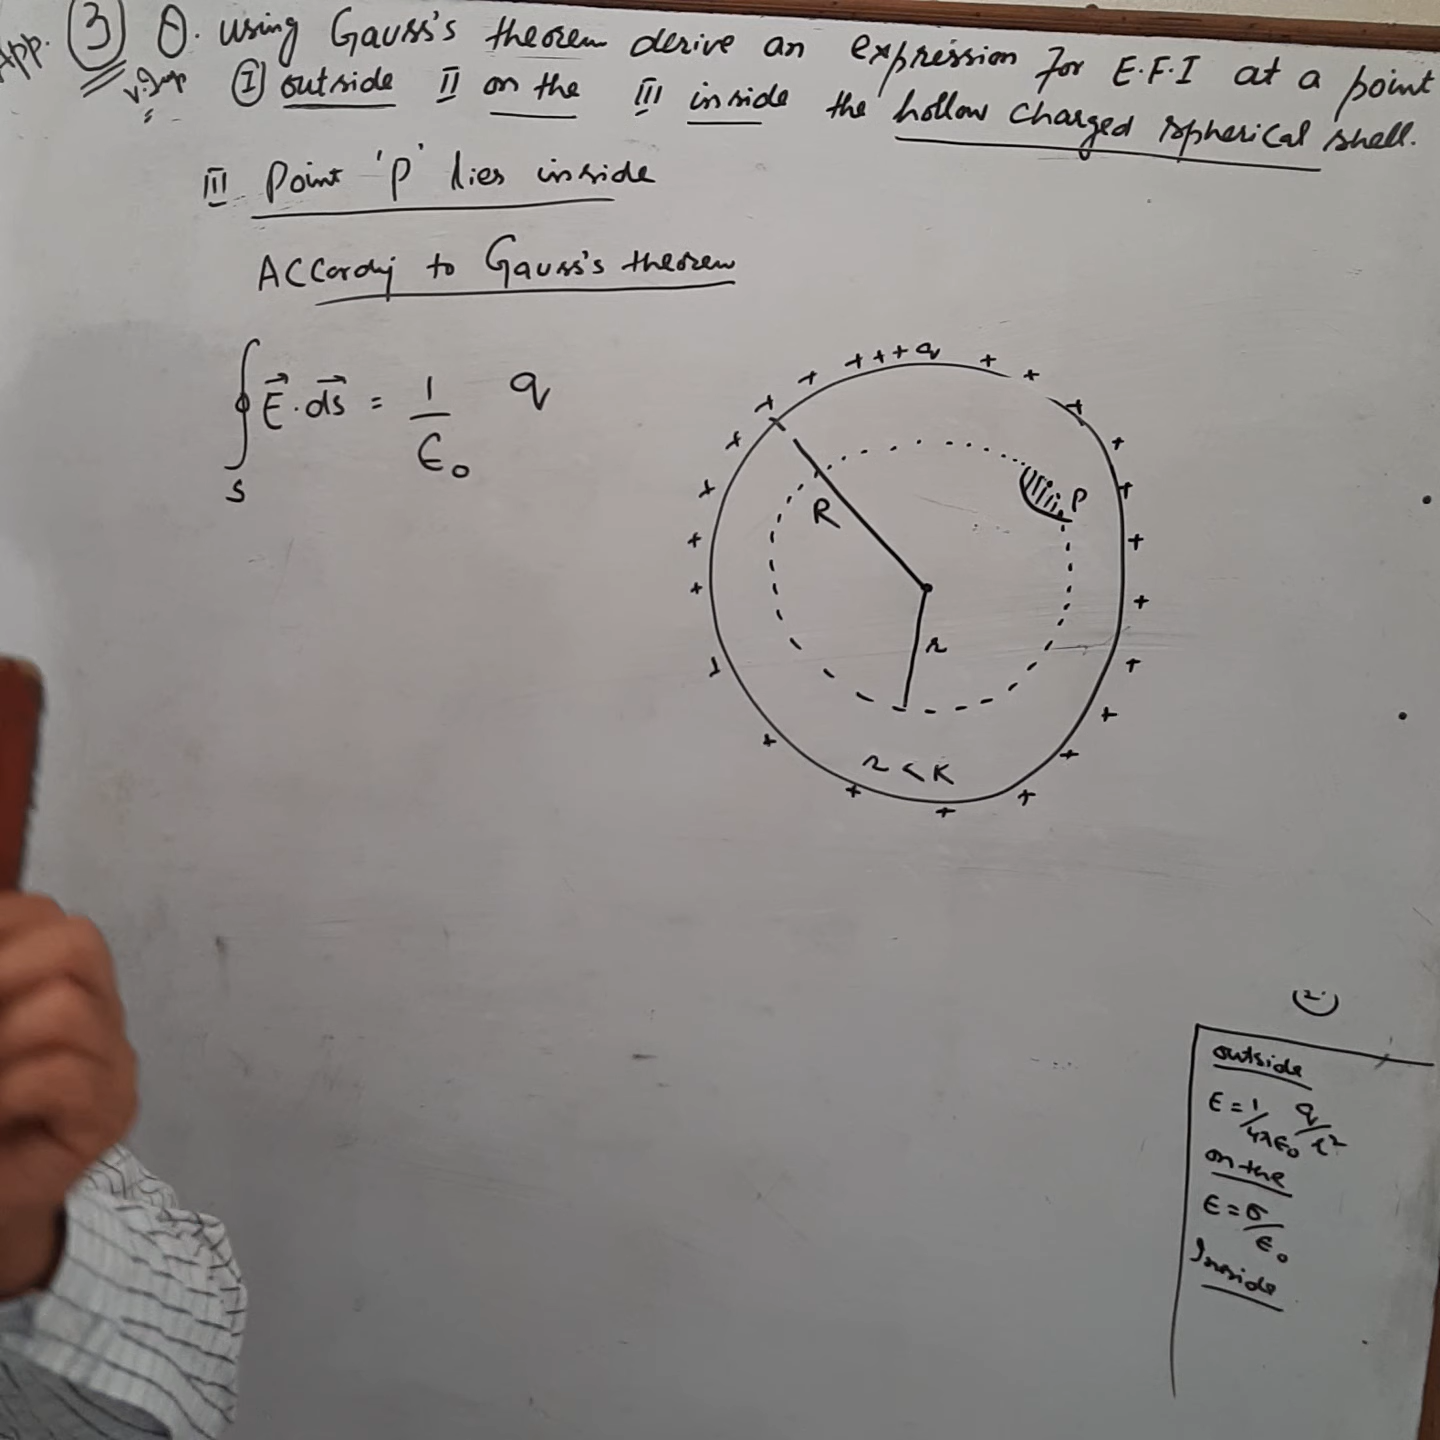 App. (3) Q. using Gauss's theorem derive an expression for E.F.I at a point
v.Imp (I) outside II on the III inside the hollow charged spherical shell.
III Point 'P' lies inside
According to Gauss's theorem
∮ E⃗.ds⃗ = 1/ϵ₀ q
S
+ + + q + +
R
P
r
r < R
(2)
outside
E = 1/4πϵ₀ q/r²
on the
E = σ/ϵ₀
Inside